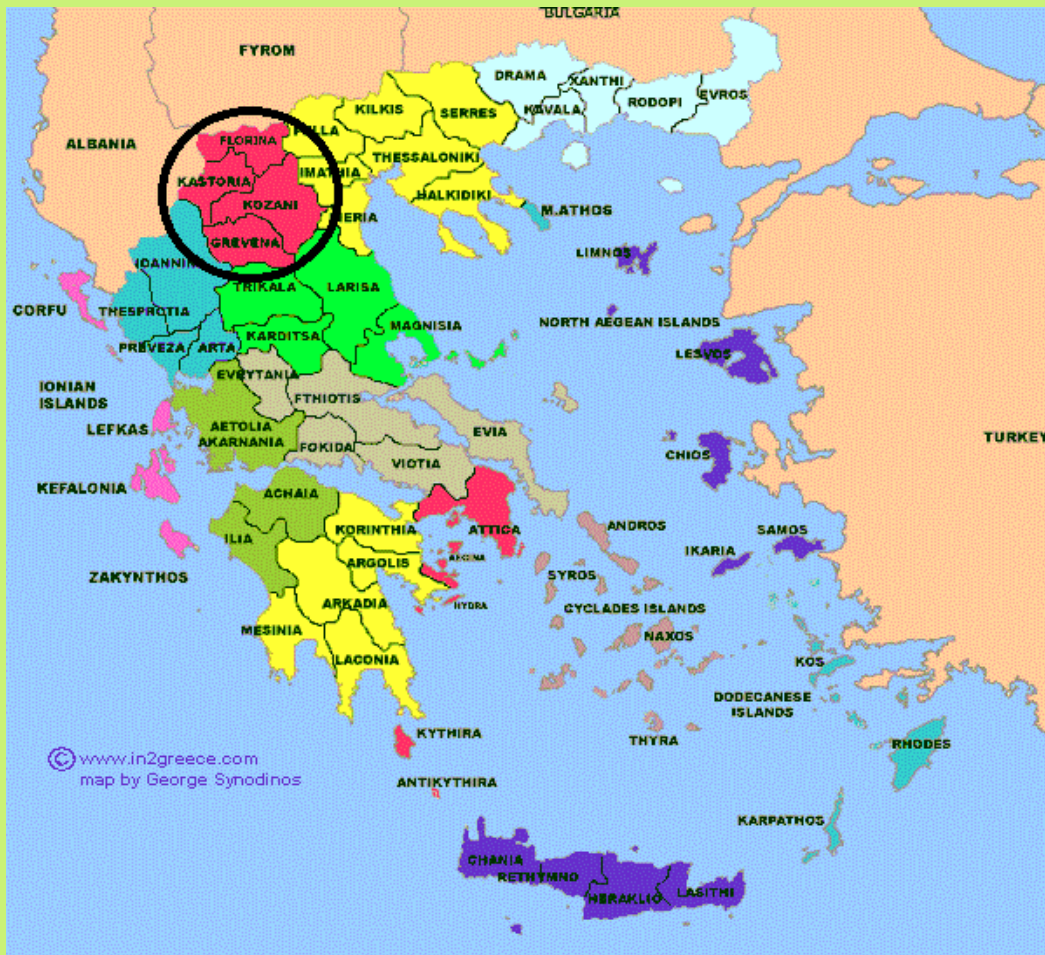 BULGARIA
FYROM
DRAMA
XANTHI
EVROS
RODOPI
KAVALA
SERRES
KILKIS
PELLA
ALBANIA
FLORINA
THESSALONIKI
IMATHIA
KASTORIA
HALKIDIKI
KOZANI
M.ATHOS
PIERIA
GREVENA
LIMNOS
IOANNIN
TRIKALA
LARISA
CORFU
THESPROTIA
NORTH AEGEAN ISLANDS
MAGNISIA
KARDITSA
PREVEZA
ARTA
LESVOS
EVRYTANIA
IONIAN
ISLANDS
FTHIOTIS
LEFKAS
AETOLIA
AKARNANIA
EVIA
TURKEY
FOKIDA
VIOTIA
CHIOS
KEFALONIA
ACHAIA
KORINTHIA
ATTICA
ANDROS
SAMOS
ILIA
IKARIA
AEGINA
ARGOLIS
ZAKYNTHOS
SYROS
ARKADIA
HYDRA
CYCLADES ISLANDS
MESINIA
NAXOS
LACONIA
KOS
DODECANESE
ISLANDS
KYTHIRA
THYRA
RHODES
© www.in2greece.com
map by George Synodinos
ANTIKYTHIRA
KARPATHOS
CHANIA
RETHYMNO
HERAKLIO
LASITHI